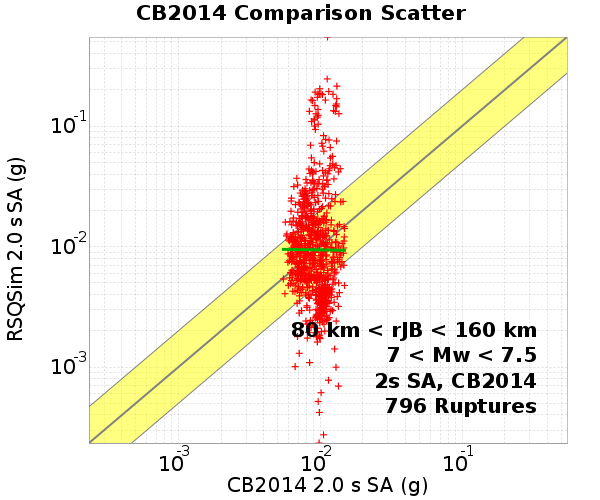 CB2014 Comparison Scatter
RSQSim 2.0 s SA (g)
10-1
10-2
10-3
80 km < rJB < 160 km
7 < Mw < 7.5
2s SA, CB2014
796 Ruptures
10-3 10-2 10-1
CB2014 2.0 s SA (g)